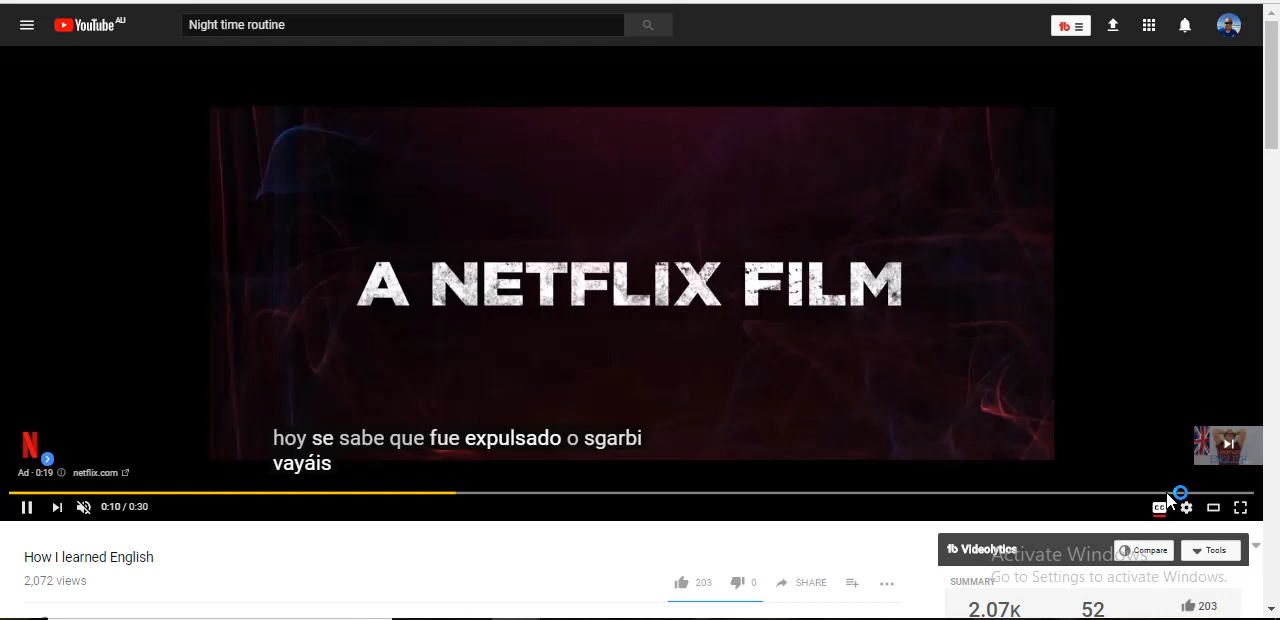 YouTube AU
Night time routine
A NETFLIX FILM
hoy se sabe que fue expulsado o sgarbi
vayáis
N
Ad · 0:19 netflix.com
CC
0:10 / 0:30
How I learned English
2,072 views
203
0
SHARE
Videolytics
Compare
Tools
Activate Windows
Go to Settings to activate Windows.
SUMMARY
2.07K
52
203